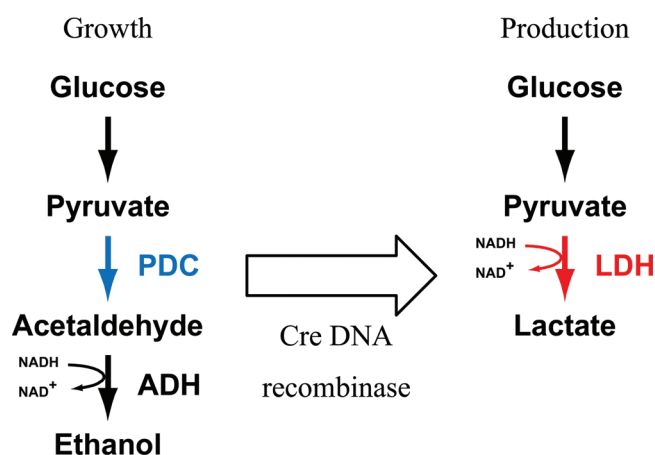 Growth
Glucose
Pyruvate
PDC
Acetaldehyde
NADH
NAD+
ADH
Ethanol
Cre DNA
recombinase
Production
Glucose
Pyruvate
NADH
NAD+
LDH
Lactate